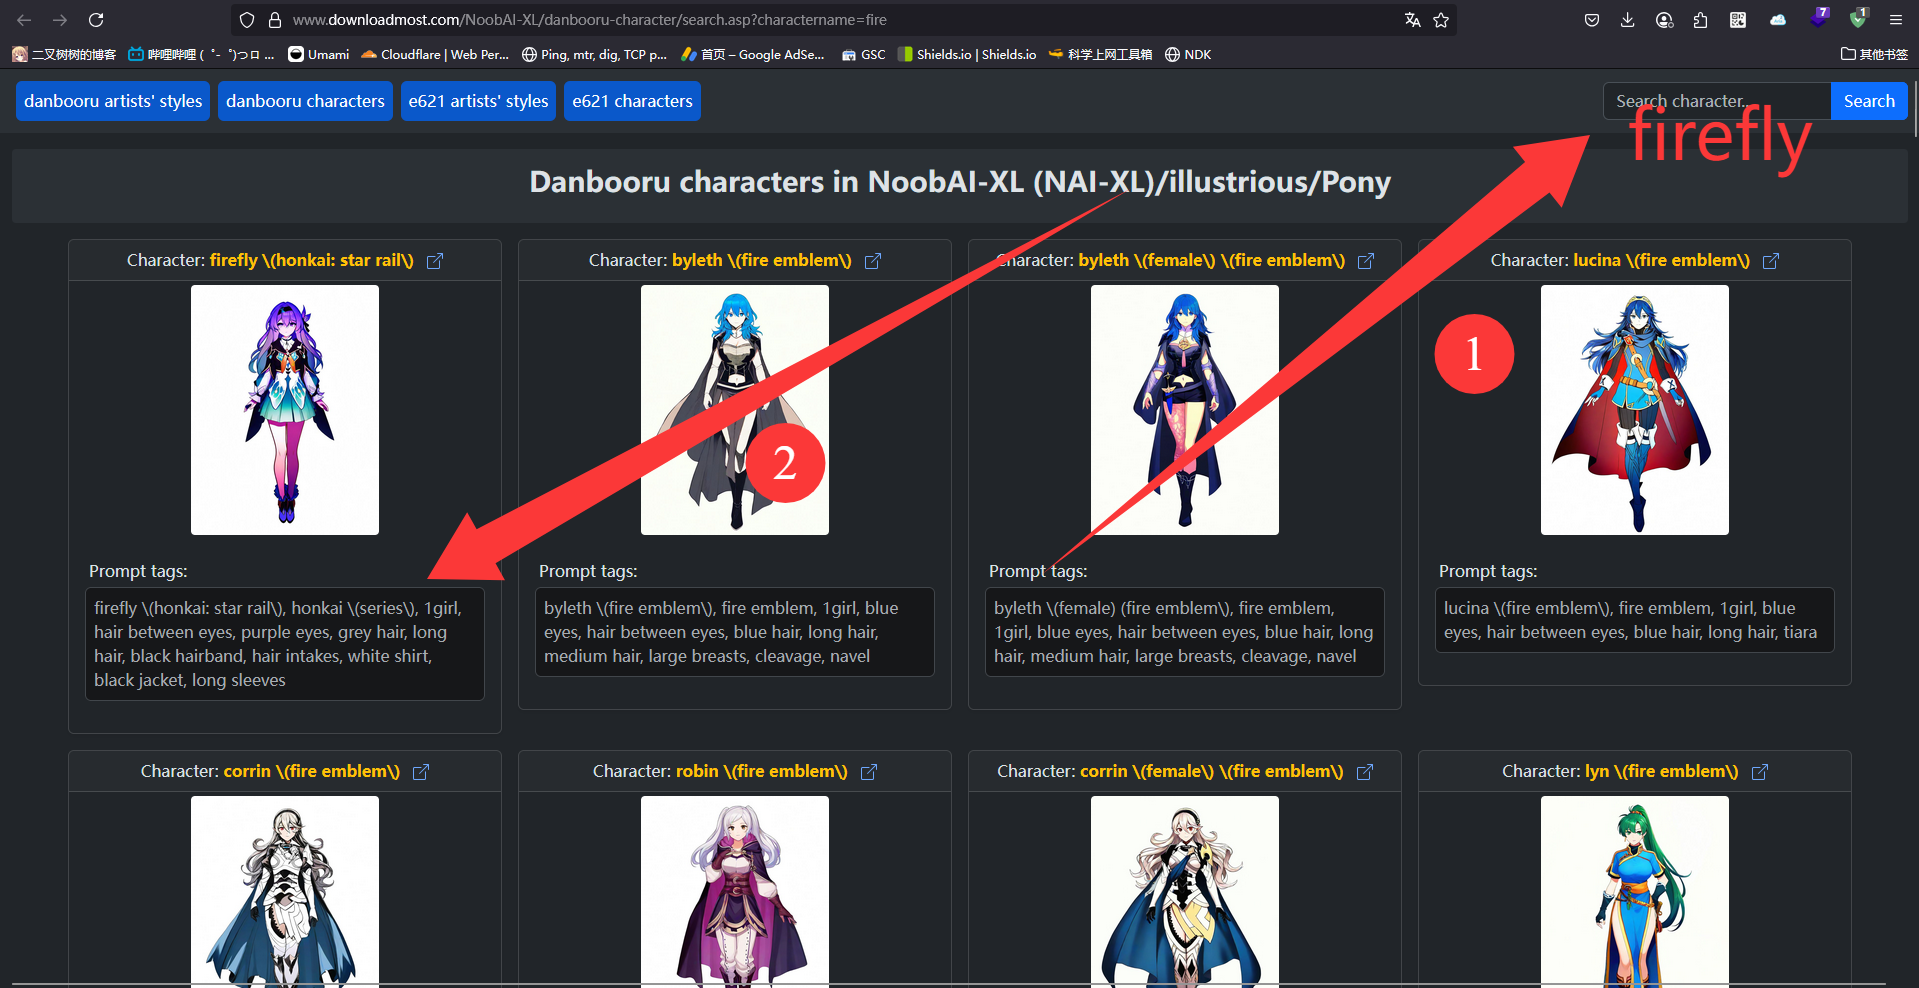 www.downloadmost.com/NoobAI-XL/danbooru-character/search.asp?charactername=fire
7
1
二叉树树的博客
哔哩哔哩 ( ゜- ゜)つロ ...
Umami
Cloudflare | Web Per...
Ping, mtr, dig, TCP p...
首页 – Google AdSe...
GSC
Shields.io | Shields.io
科学上网工具箱
NDK
其他书签
danbooru artists' styles
danbooru characters
e621 artists' styles
e621 characters
Search character...
Search
firefly
Danbooru characters in NoobAI-XL (NAI-XL)/illustrious/Pony
Character: firefly \(honkai: star rail\)
Prompt tags:
firefly \(honkai: star rail\), honkai \(series\), 1girl,
hair between eyes, purple eyes, grey hair, long
hair, black hairband, hair intakes, white shirt,
black jacket, long sleeves
Character: byleth \(fire emblem\)
2
Prompt tags:
byleth \(fire emblem\), fire emblem, 1girl, blue
eyes, hair between eyes, blue hair, long hair,
medium hair, large breasts, cleavage, navel
Character: byleth \(female\) \(fire emblem\)
Prompt tags:
byleth \(female) (fire emblem\), fire emblem,
1girl, blue eyes, hair between eyes, blue hair, long
hair, medium hair, large breasts, cleavage, navel
Character: lucina \(fire emblem\)
1
Prompt tags:
lucina \(fire emblem\), fire emblem, 1girl, blue
eyes, hair between eyes, blue hair, long hair, tiara
Character: corrin \(fire emblem\)
Character: robin \(fire emblem\)
Character: corrin \(female\) \(fire emblem\)
Character: lyn \(fire emblem\)